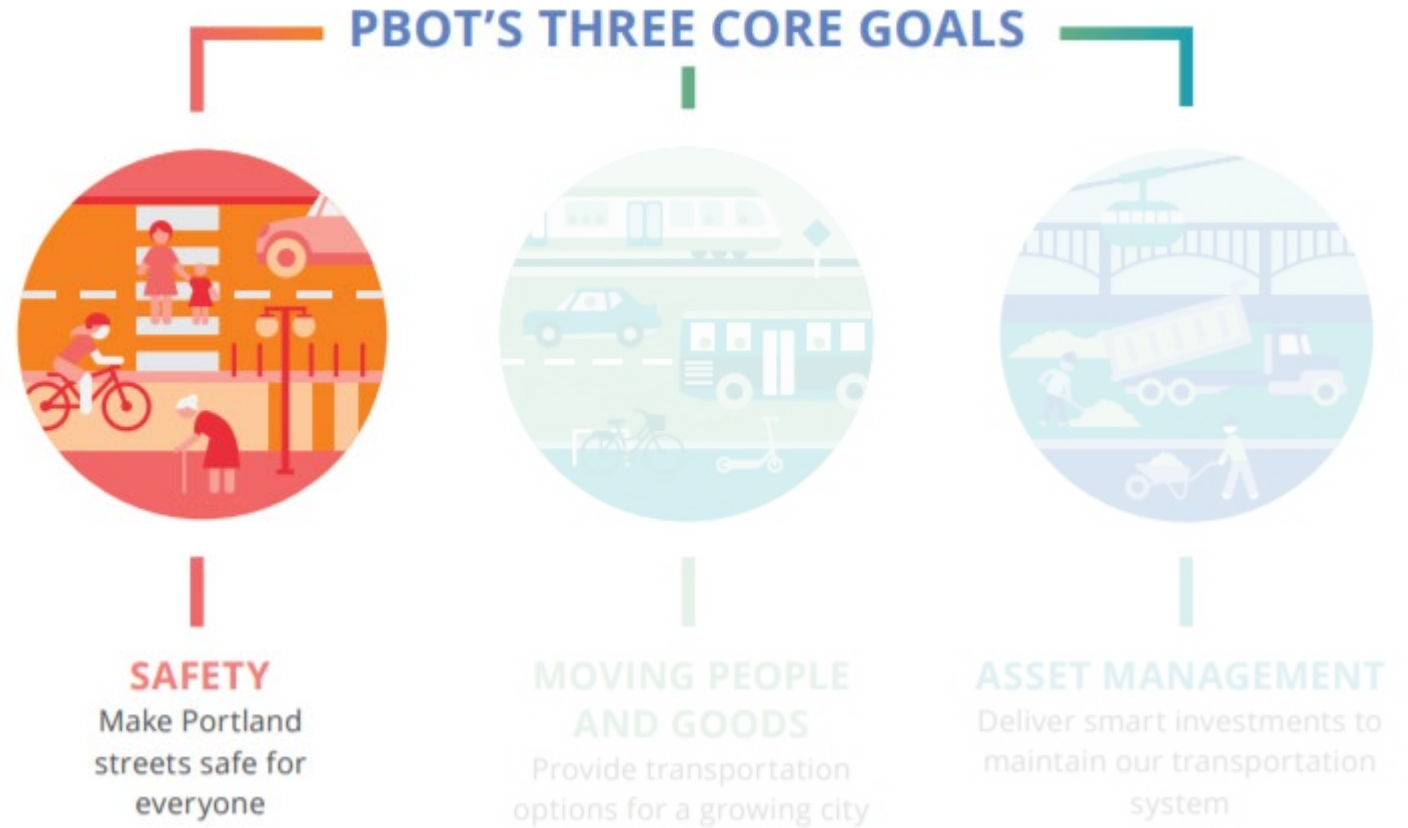 PBOT'S THREE CORE GOALS
SAFETY
Make Portland
streets safe for
everyone
MOVING PEOPLE
AND GOODS
Provide transportation
options for a growing city
ASSET MANAGEMENT
Deliver smart investments to
maintain our transportation
system